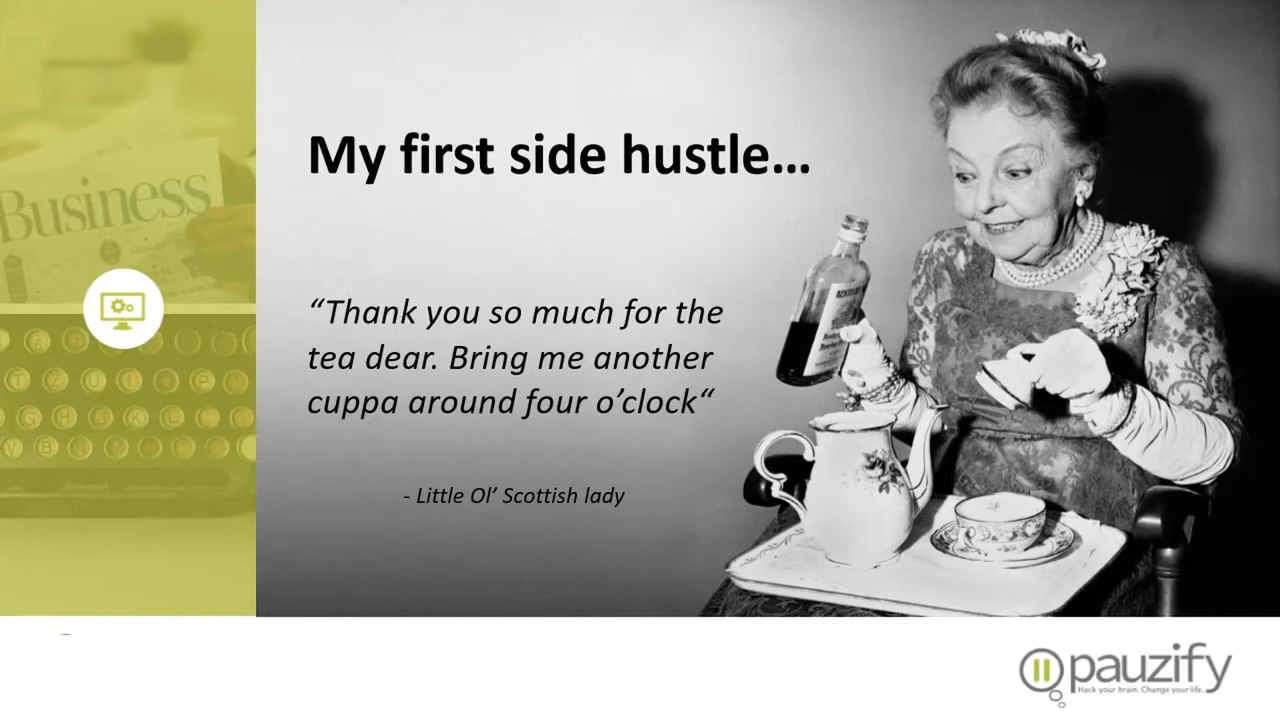 My first side hustle…
“Thank you so much for the
tea dear. Bring me another
cuppa around four o’clock“
- Little Ol’ Scottish lady
Business
T Z U I O P
G H J K L
V B N M
pauzify
Hack your brain. Change your life.